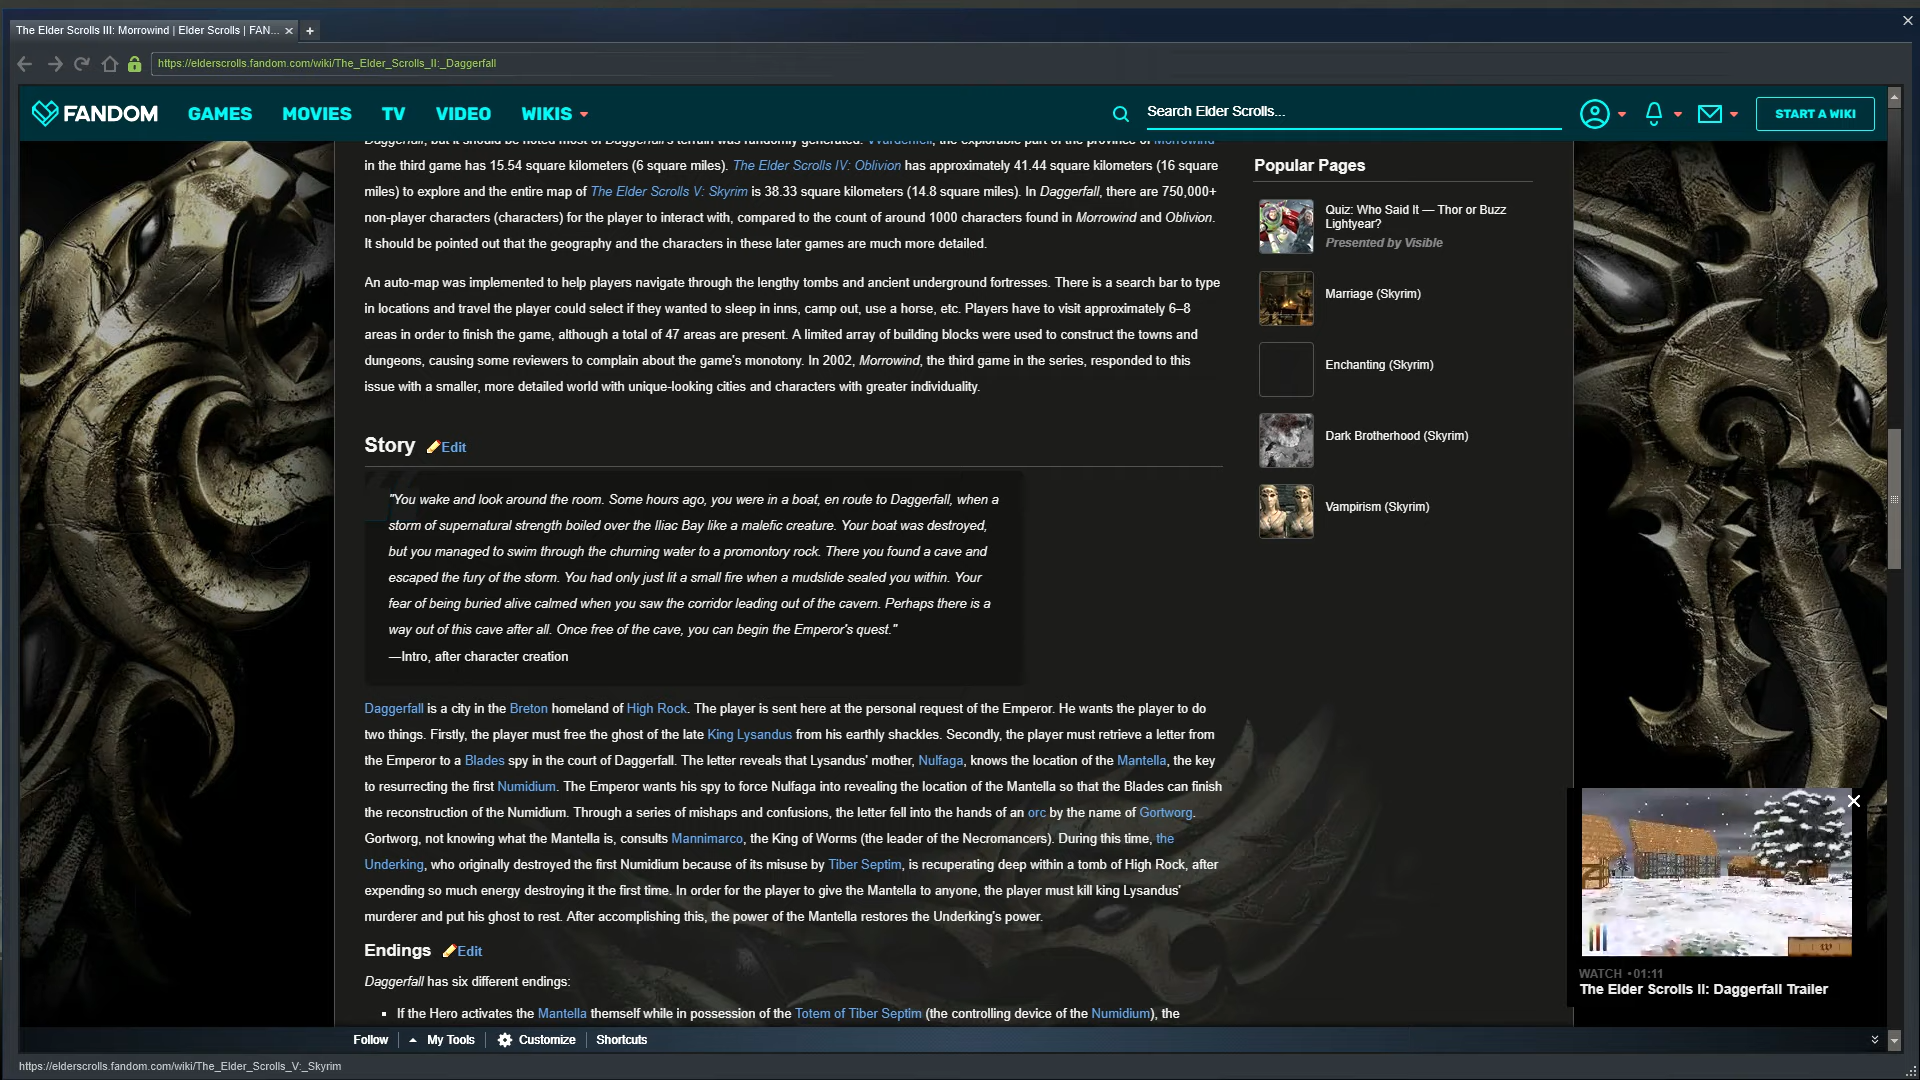 The Elder Scrolls III: Morrowind | Elder Scrolls | FAN...
https://elderscrolls.fandom.com/wiki/The_Elder_Scrolls_II:_Daggerfall
FANDOM GAMES MOVIES TV VIDEO WIKIS Search Elder Scrolls... START A WIKI
Daggerfall, but it should be noted most of Daggerfall's terrain was randomly generated. Vvardenfell, the explorable part of the province of Morrowind
in the third game has 15.54 square kilometers (6 square miles). The Elder Scrolls IV: Oblivion has approximately 41.44 square kilometers (16 square
miles) to explore and the entire map of The Elder Scrolls V: Skyrim is 38.33 square kilometers (14.8 square miles). In Daggerfall, there are 750,000+
non-player characters (characters) for the player to interact with, compared to the count of around 1000 characters found in Morrowind and Oblivion.
It should be pointed out that the geography and the characters in these later games are much more detailed.
An auto-map was implemented to help players navigate through the lengthy tombs and ancient underground fortresses. There is a search bar to type
in locations and travel the player could select if they wanted to sleep in inns, camp out, use a horse, etc. Players have to visit approximately 6–8
areas in order to finish the game, although a total of 47 areas are present. A limited array of building blocks were used to construct the towns and
dungeons, causing some reviewers to complain about the game's monotony. In 2002, Morrowind, the third game in the series, responded to this
issue with a smaller, more detailed world with unique-looking cities and characters with greater individuality.
Story Edit
"You wake and look around the room. Some hours ago, you were in a boat, en route to Daggerfall, when a
storm of supernatural strength boiled over the Iliac Bay like a malefic creature. Your boat was destroyed,
but you managed to swim through the churning water to a promontory rock. There you found a cave and
escaped the fury of the storm. You had only just lit a small fire when a mudslide sealed you within. Your
fear of being buried alive calmed when you saw the corridor leading out of the cavern. Perhaps there is a
way out of this cave after all. Once free of the cave, you can begin the Emperor's quest."
—Intro, after character creation
Daggerfall is a city in the Breton homeland of High Rock. The player is sent here at the personal request of the Emperor. He wants the player to do
two things. Firstly, the player must free the ghost of the late King Lysandus from his earthly shackles. Secondly, the player must retrieve a letter from
the Emperor to a Blades spy in the court of Daggerfall. The letter reveals that Lysandus' mother, Nulfaga, knows the location of the Mantella, the key
to resurrecting the first Numidium. The Emperor wants his spy to force Nulfaga into revealing the location of the Mantella so that the Blades can finish
the reconstruction of the Numidium. Through a series of mishaps and confusions, the letter fell into the hands of an orc by the name of Gortworg.
Gortworg, not knowing what the Mantella is, consults Mannimarco, the King of Worms (the leader of the Necromancers). During this time, the
Underking, who originally destroyed the first Numidium because of its misuse by Tiber Septim, is recuperating deep within a tomb of High Rock, after
expending so much energy destroying it the first time. In order for the player to give the Mantella to anyone, the player must kill king Lysandus'
murderer and put his ghost to rest. After accomplishing this, the power of the Mantella restores the Underking's power.
Endings Edit
Daggerfall has six different endings:
▪ If the Hero activates the Mantella themself while in possession of the Totem of Tiber Septim (the controlling device of the Numidium), the
Popular Pages
Quiz: Who Said It — Thor or Buzz
Lightyear?
Presented by Visible
Marriage (Skyrim)
Enchanting (Skyrim)
Dark Brotherhood (Skyrim)
Vampirism (Skyrim)
WATCH •01:11
The Elder Scrolls II: Daggerfall Trailer
Follow My Tools Customize Shortcuts
https://elderscrolls.fandom.com/wiki/The_Elder_Scrolls_V:_Skyrim